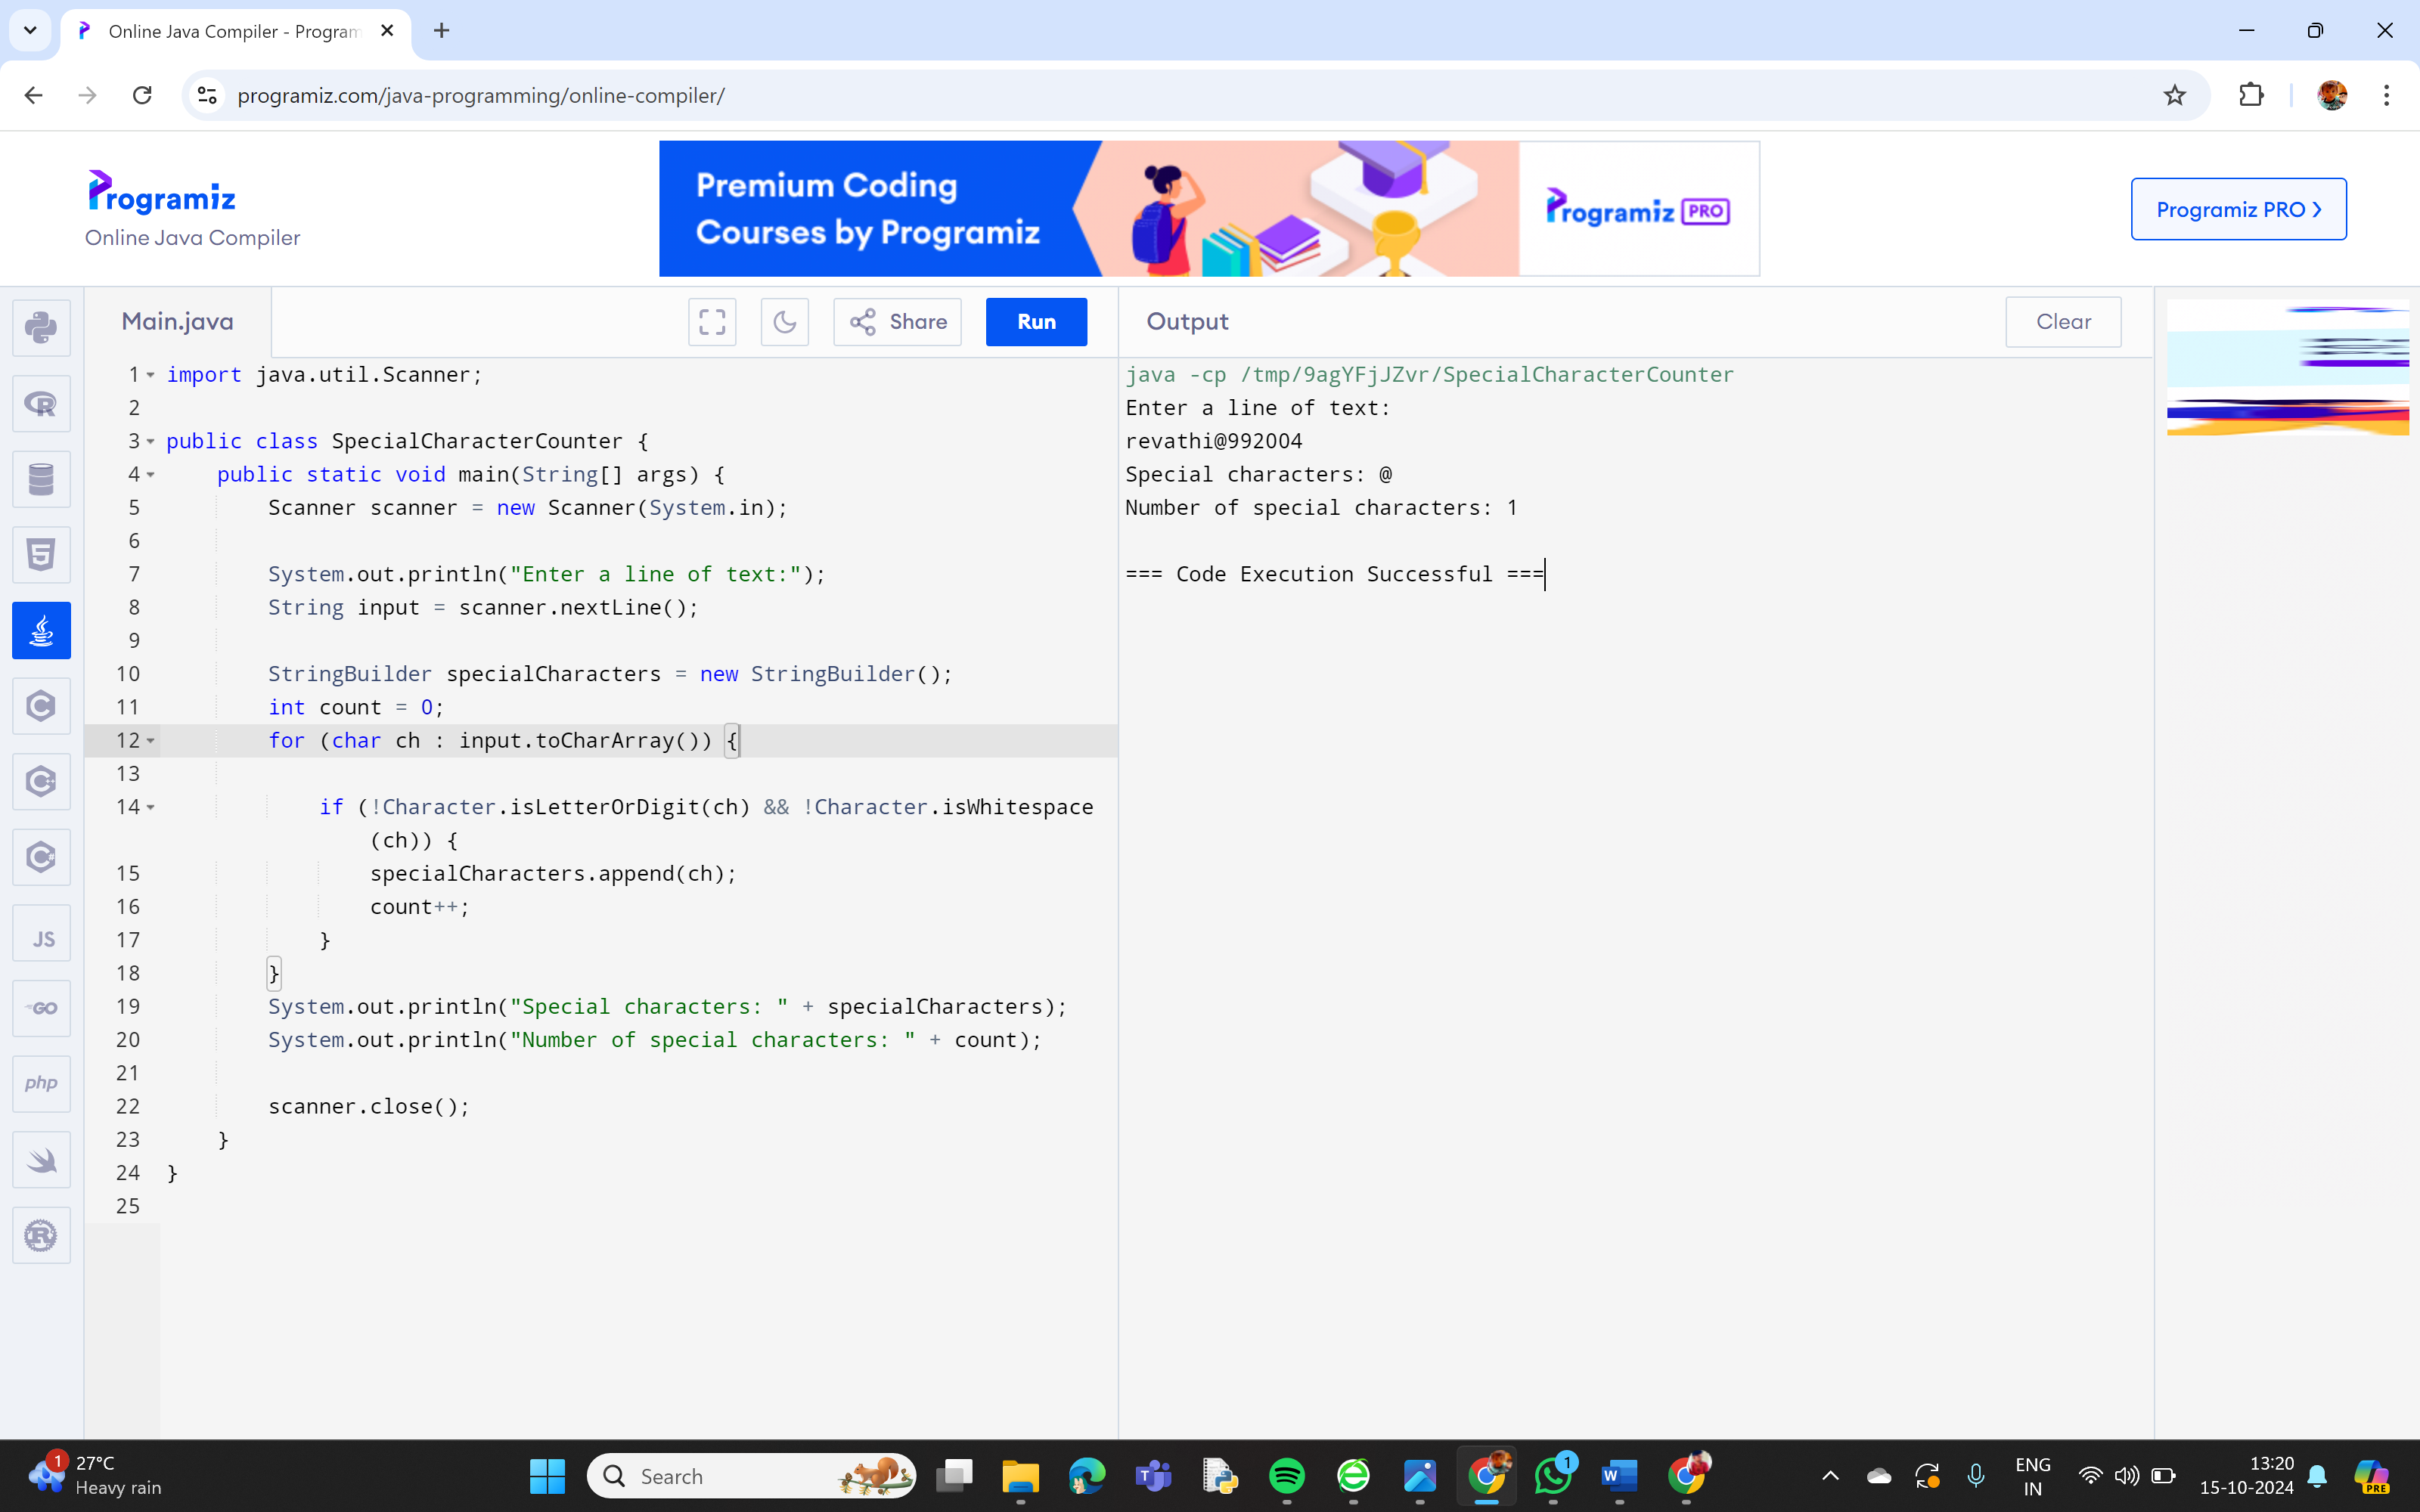 Online Java Compiler - Program
programiz.com/java-programming/online-compiler/
Programiz
Online Java Compiler
Premium Coding
Courses by Programiz
Programiz PRO
Programiz PRO ❯
Main.java
Share
Run
Output
Clear
1 import java.util.Scanner;
2
3 public class SpecialCharacterCounter {
4     public static void main(String[] args) {
5         Scanner scanner = new Scanner(System.in);
6
7         System.out.println("Enter a line of text:");
8         String input = scanner.nextLine();
9
10         StringBuilder specialCharacters = new StringBuilder();
11         int count = 0;
12         for (char ch : input.toCharArray()) {
13
14             if (!Character.isLetterOrDigit(ch) && !Character.isWhitespace
                (ch)) {
15                 specialCharacters.append(ch);
16                 count++;
17             }
18         }
19         System.out.println("Special characters: " + specialCharacters);
20         System.out.println("Number of special characters: " + count);
21
22         scanner.close();
23     }
24 }
25
java -cp /tmp/9agYFjJZvr/SpecialCharacterCounter
Enter a line of text:
revathi@992004
Special characters: @
Number of special characters: 1
=== Code Execution Successful ===
JS
GO
php
1
27°C
Heavy rain
Search
1
ENG
IN
13:20
15-10-2024
PRE